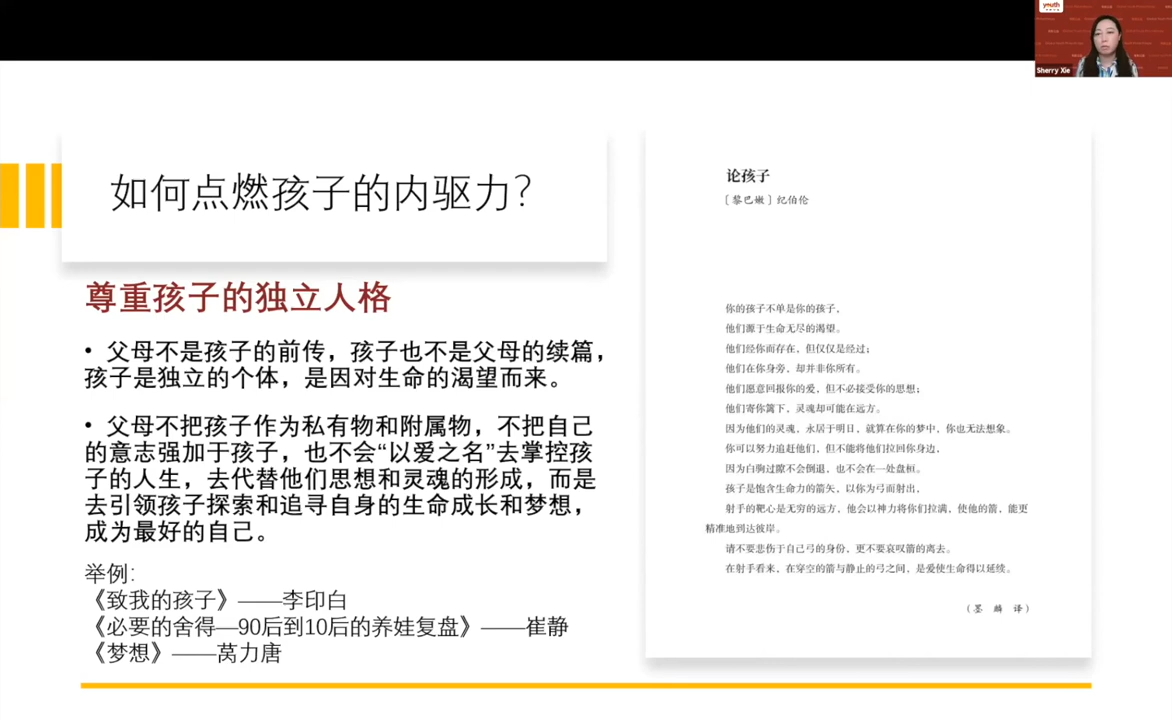 youth
Sherry Xie
如何点燃孩子的内驱力？
尊重孩子的独立人格
• 父母不是孩子的前传，孩子也不是父母的续篇，
孩子是独立的个体，是因对生命的渴望而来。
• 父母不把孩子作为私有物和附属物，不把自己
的意志强加于孩子，也不会“以爱之名”去掌控孩
子的人生，去代替他们思想和灵魂的形成，而是
去引领孩子探索和追寻自身的生命成长和梦想，
成为最好的自己。
举例：
《致我的孩子》——李印白
《必要的舍得—90后到10后的养娃复盘》——崔静
《梦想》——莴力唐
论孩子
［黎巴嫩］纪伯伦
你的孩子不单是你的孩子，
他们源于生命无尽的渴望。
他们经你而存在，但仅仅是经过；
他们在你身旁，却并非你所有。
他们愿意回报你的爱，但不必接受你的思想；
他们寄你篱下，灵魂却可能在远方。
因为他们的灵魂，永居于明日，就算在你的梦中，你也无法想象。
你可以努力追赶他们，但不能将他们拉回你身边，
因为白驹过隙不会倒退，也不会在一处盘桓。
孩子是饱含生命力的箭矢，以你为弓而射出，
射手的靶心是无穷的远方，他会以神力将你们拉满，使他的箭，能更
精准地到达彼岸。
请不要悲伤于自己弓的身份，更不要哀叹箭的离去。
在射手看来，在穿空的箭与静止的弓之间，是爱使生命得以延续。
（墨 麟 译）